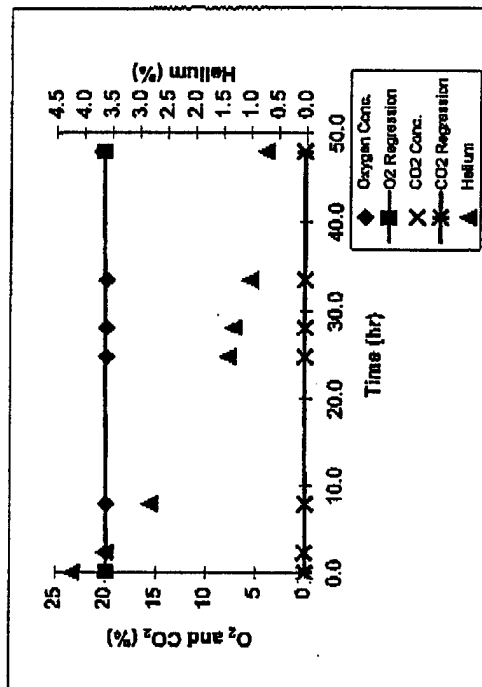 O₂ and CO₂ (%)
25
20
15
10
5
0
Helium (%)
4.5
4.0
3.5
3.0
2.5
2.0
1.5
1.0
0.5
0.0
0.0
10.0
20.0
30.0
40.0
50.0
Time (hr)
Oxygen Conc.
O2 Regression
CO2 Conc.
CO2 Regression
Helium